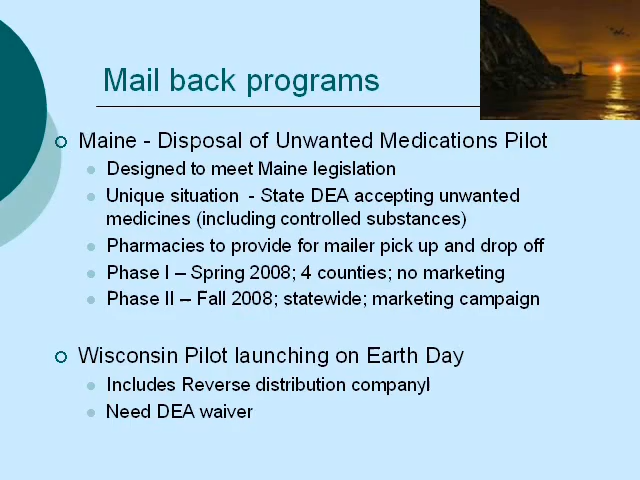 Mail back programs
Maine - Disposal of Unwanted Medications Pilot
Designed to meet Maine legislation
Unique situation - State DEA accepting unwanted
medicines (including controlled substances)
Pharmacies to provide for mailer pick up and drop off
Phase I – Spring 2008; 4 counties; no marketing
Phase II – Fall 2008; statewide; marketing campaign
Wisconsin Pilot launching on Earth Day
Includes Reverse distribution companyl
Need DEA waiver